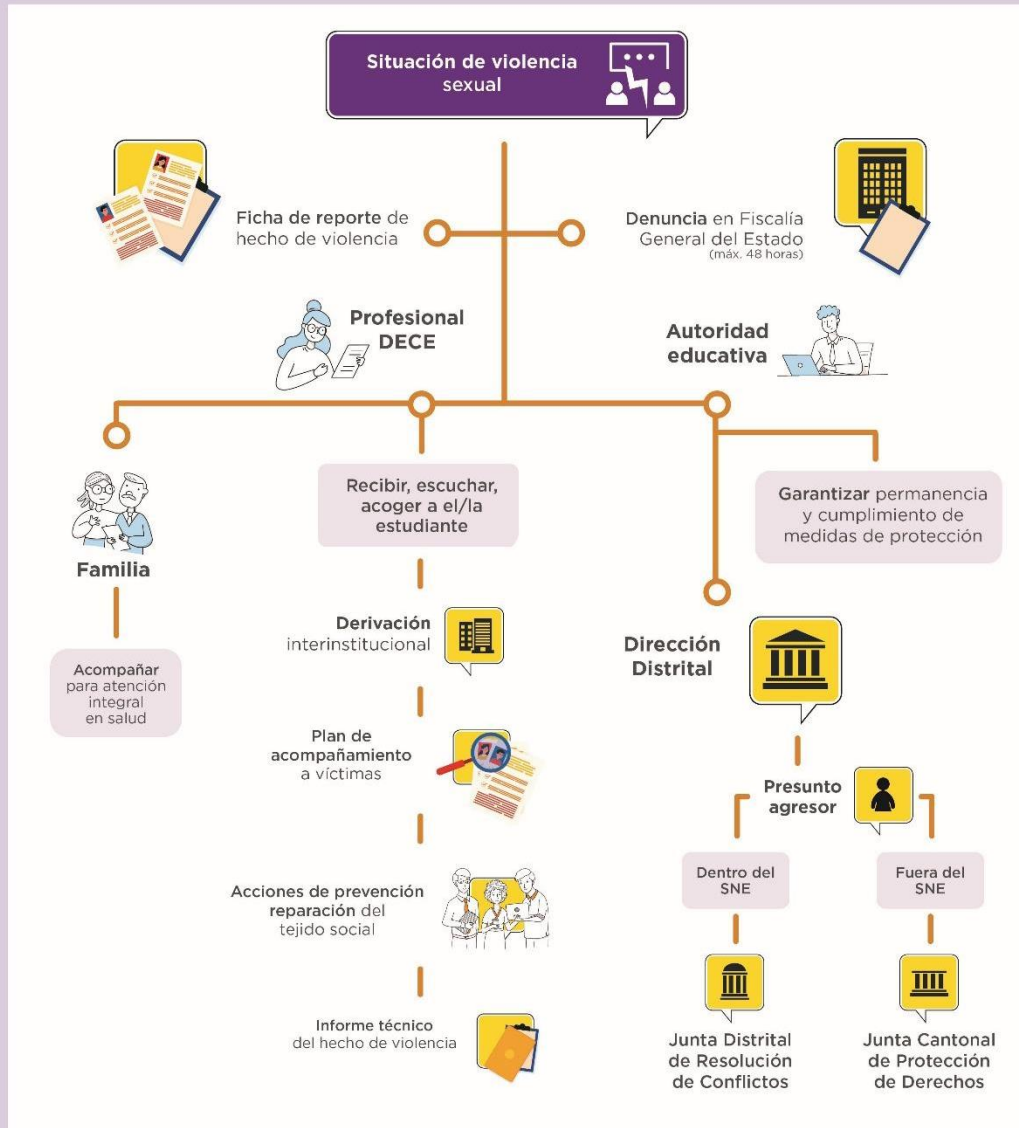 Situación de violencia
sexual
Ficha de reporte de
hecho de violencia
Denuncia en Fiscalía
General del Estado
(máx. 48 horas)
Profesional
DECE
Autoridad
educativa
Familia
Acompañar
para atención
integral
en salud
Recibir, escuchar,
acoger a el/la
estudiante
Derivación
interinstitucional
Plan de
acompañamiento
a víctimas
Acciones de prevención
reparación del
tejido social
Informe técnico
del hecho de violencia
Garantizar permanencia
y cumplimiento de
medidas de protección
Dirección
Distrital
Presunto
agresor
Dentro del
SNE
Fuera del
SNE
Junta Distrital
de Resolución
de Conflictos
Junta Cantonal
de Protección
de Derechos